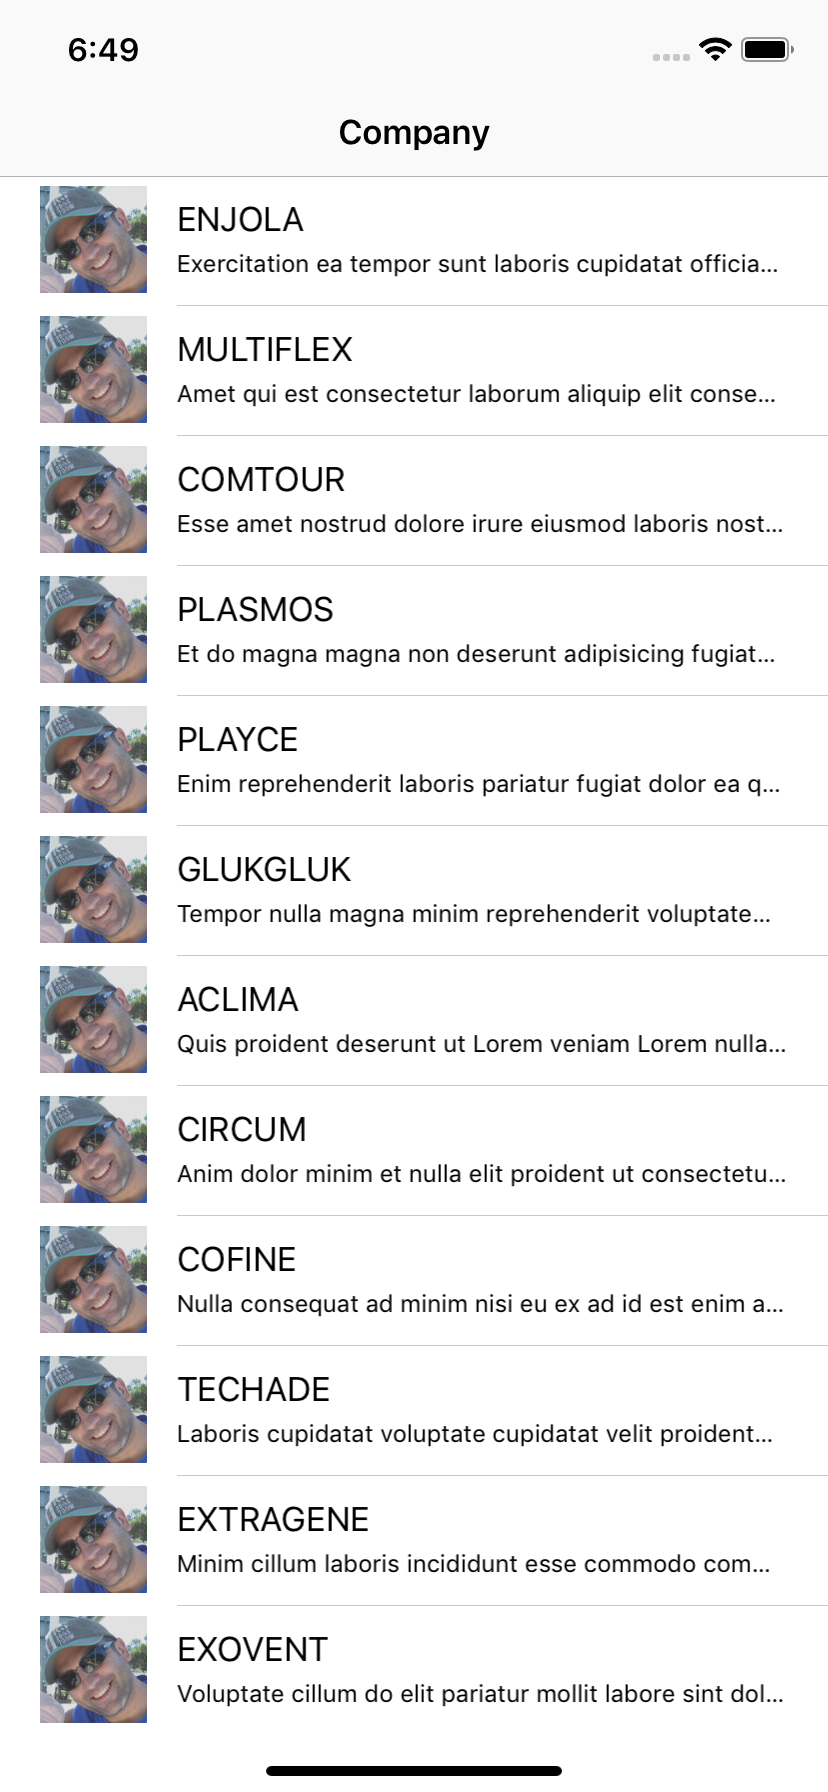 6:49
Company
ENJOLA
Exercitation ea tempor sunt laboris cupidatat officia...
MULTIFLEX
Amet qui est consectetur laborum aliquip elit conse...
COMTOUR
Esse amet nostrud dolore irure eiusmod laboris nost...
PLASMOS
Et do magna magna non deserunt adipisicing fugiat...
PLAYCE
Enim reprehenderit laboris pariatur fugiat dolor ea q...
GLUKGLUK
Tempor nulla magna minim reprehenderit voluptate...
ACLIMA
Quis proident deserunt ut Lorem veniam Lorem nulla...
CIRCUM
Anim dolor minim et nulla elit proident ut consectetu...
COFINE
Nulla consequat ad minim nisi eu ex ad id est enim a...
TECHADE
Laboris cupidatat voluptate cupidatat velit proident...
EXTRAGENE
Minim cillum laboris incididunt esse commodo com...
EXOVENT
Voluptate cillum do elit pariatur mollit labore sint dol...